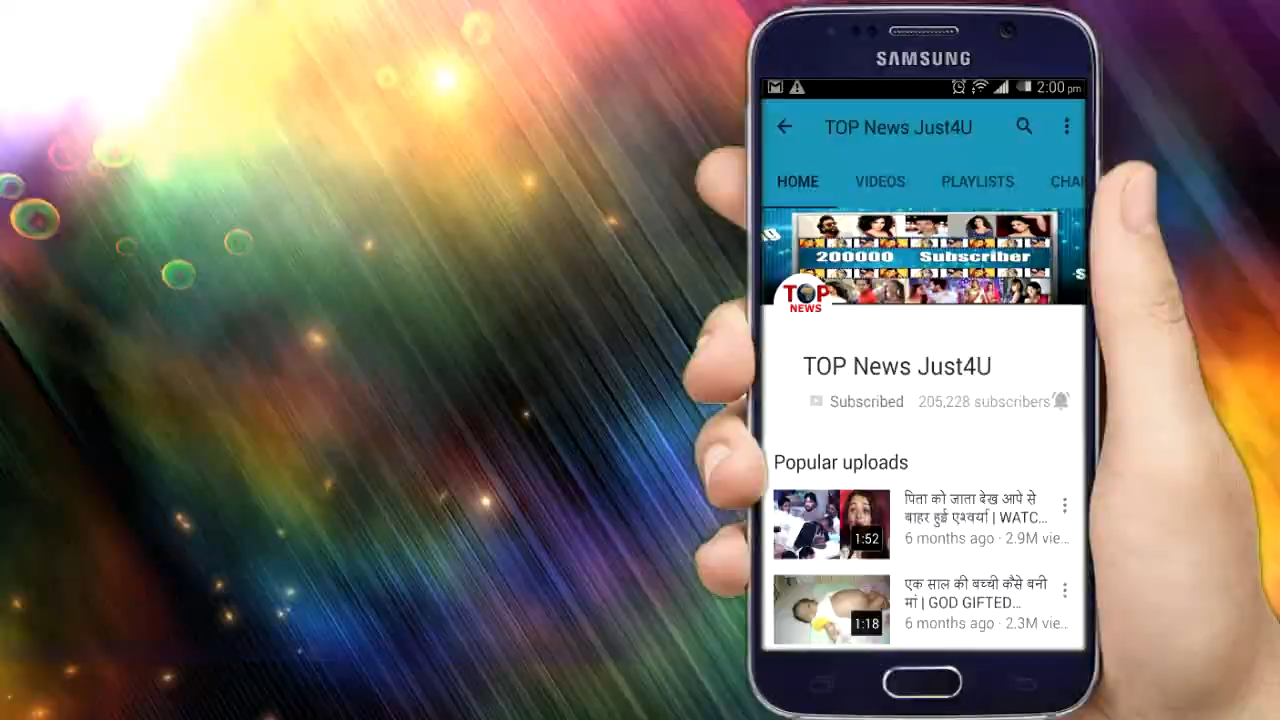 SAMSUNG
2:00 pm
TOP News Just4U
HOME VIDEOS PLAYLISTS CHA
200000 Subscriber
TOP
NEWS
TOP News Just4U
Subscribed 205,228 subscribers
Popular uploads
पिता को जाता देख आपे से
बाहर हुई एश्वर्या | WATC...
6 months ago · 2.9M vie...
1:52
एक साल की बच्ची कैसे बनी
मां | GOD GIFTED...
6 months ago · 2.3M vie...
1:18